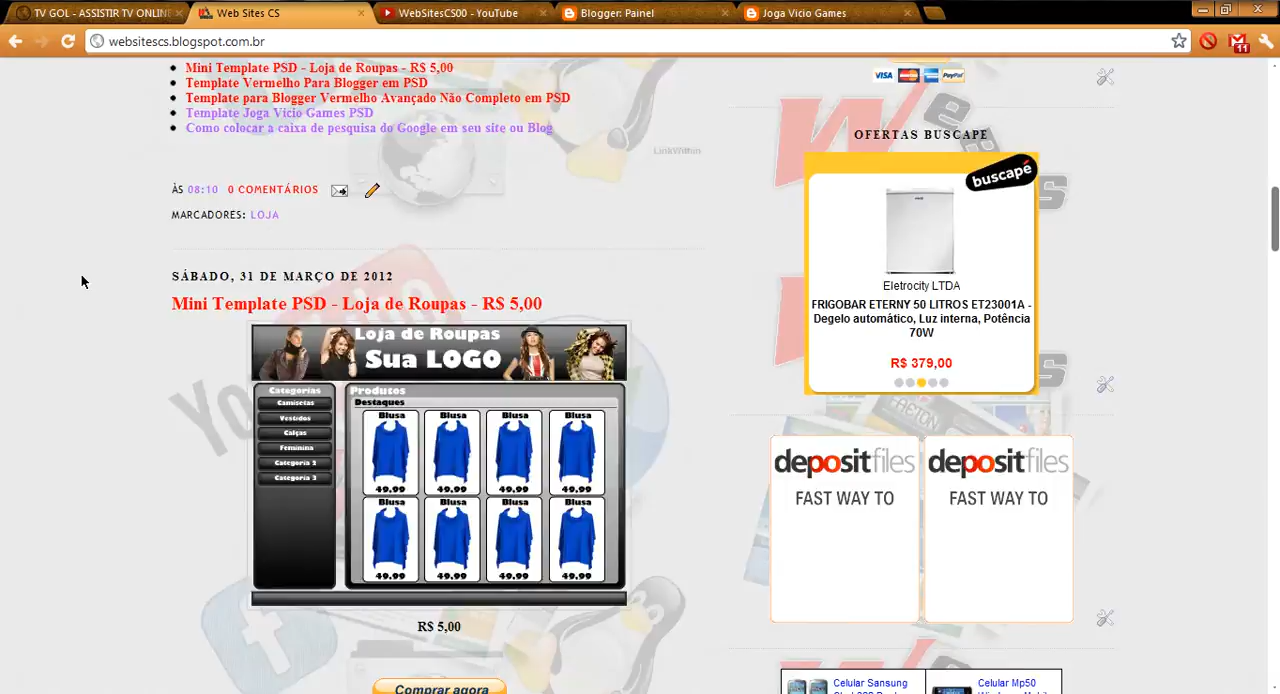 TV GOL - ASSISTIR TV ONLINE
Web Sites CS
WebSitesCS00 - YouTube
Blogger: Painel
Joga Vicio Games
websitescs.blogspot.com.br
11
Mini Template PSD - Loja de Roupas - R$ 5,00
Template Vermelho Para Blogger em PSD
Template para Blogger Vermelho Avançado Não Completo em PSD
Template Joga Vicio Games PSD
Como colocar a caixa de pesquisa do Google em seu site ou Blog
LinkWithin
ÀS 08:10 0 COMENTÁRIOS
MARCADORES: LOJA
SÁBADO, 31 DE MARÇO DE 2012
Mini Template PSD - Loja de Roupas - R$ 5,00
Loja de Roupas
Sua LOGO
Categorias
Camisetas
Vestidos
Calças
Feminina
Categoria 2
Categoria 3
Produtos
Destaques
Blusa Blusa Blusa Blusa
49,99 49,99 49,99 49,99
Blusa Blusa Blusa Blusa
49,99 49,99 49,99 49,99
R$ 5,00
Comprar agora
VISA PayPal
OFERTAS BUSCAPE
buscapé
Eletrocity LTDA
FRIGOBAR ETERNY 50 LITROS ET23001A -
Degelo automático, Luz interna, Potência
70W
R$ 379,00
depositfiles depositfiles
FAST WAY TO FAST WAY TO
Celular Sansung
Celular Mp50